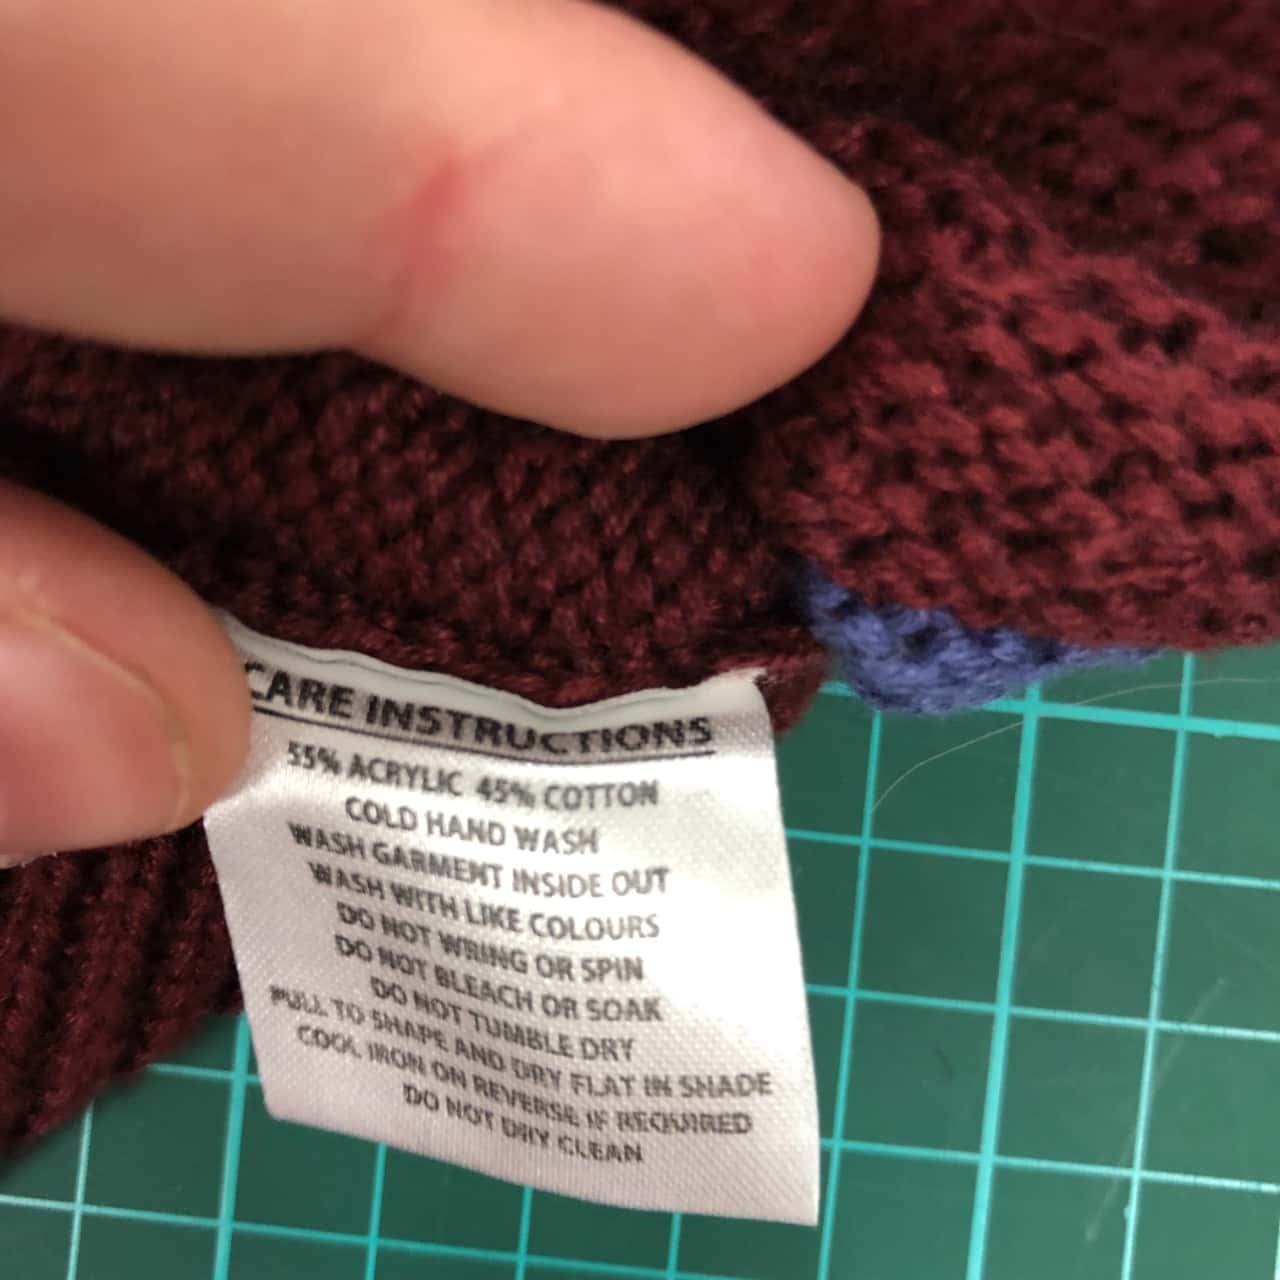 CARE INSTRUCTIONS
55% ACRYLIC 45% COTTON
COLD HAND WASH
WASH GARMENT INSIDE OUT
WASH WITH LIKE COLOURS
DO NOT WRING OR SPIN
DO NOT BLEACH OR SOAK
DO NOT TUMBLE DRY
PULL TO SHAPE AND DRY FLAT IN SHADE
COOL IRON ON REVERSE IF REQUIRED
DO NOT DRY CLEAN